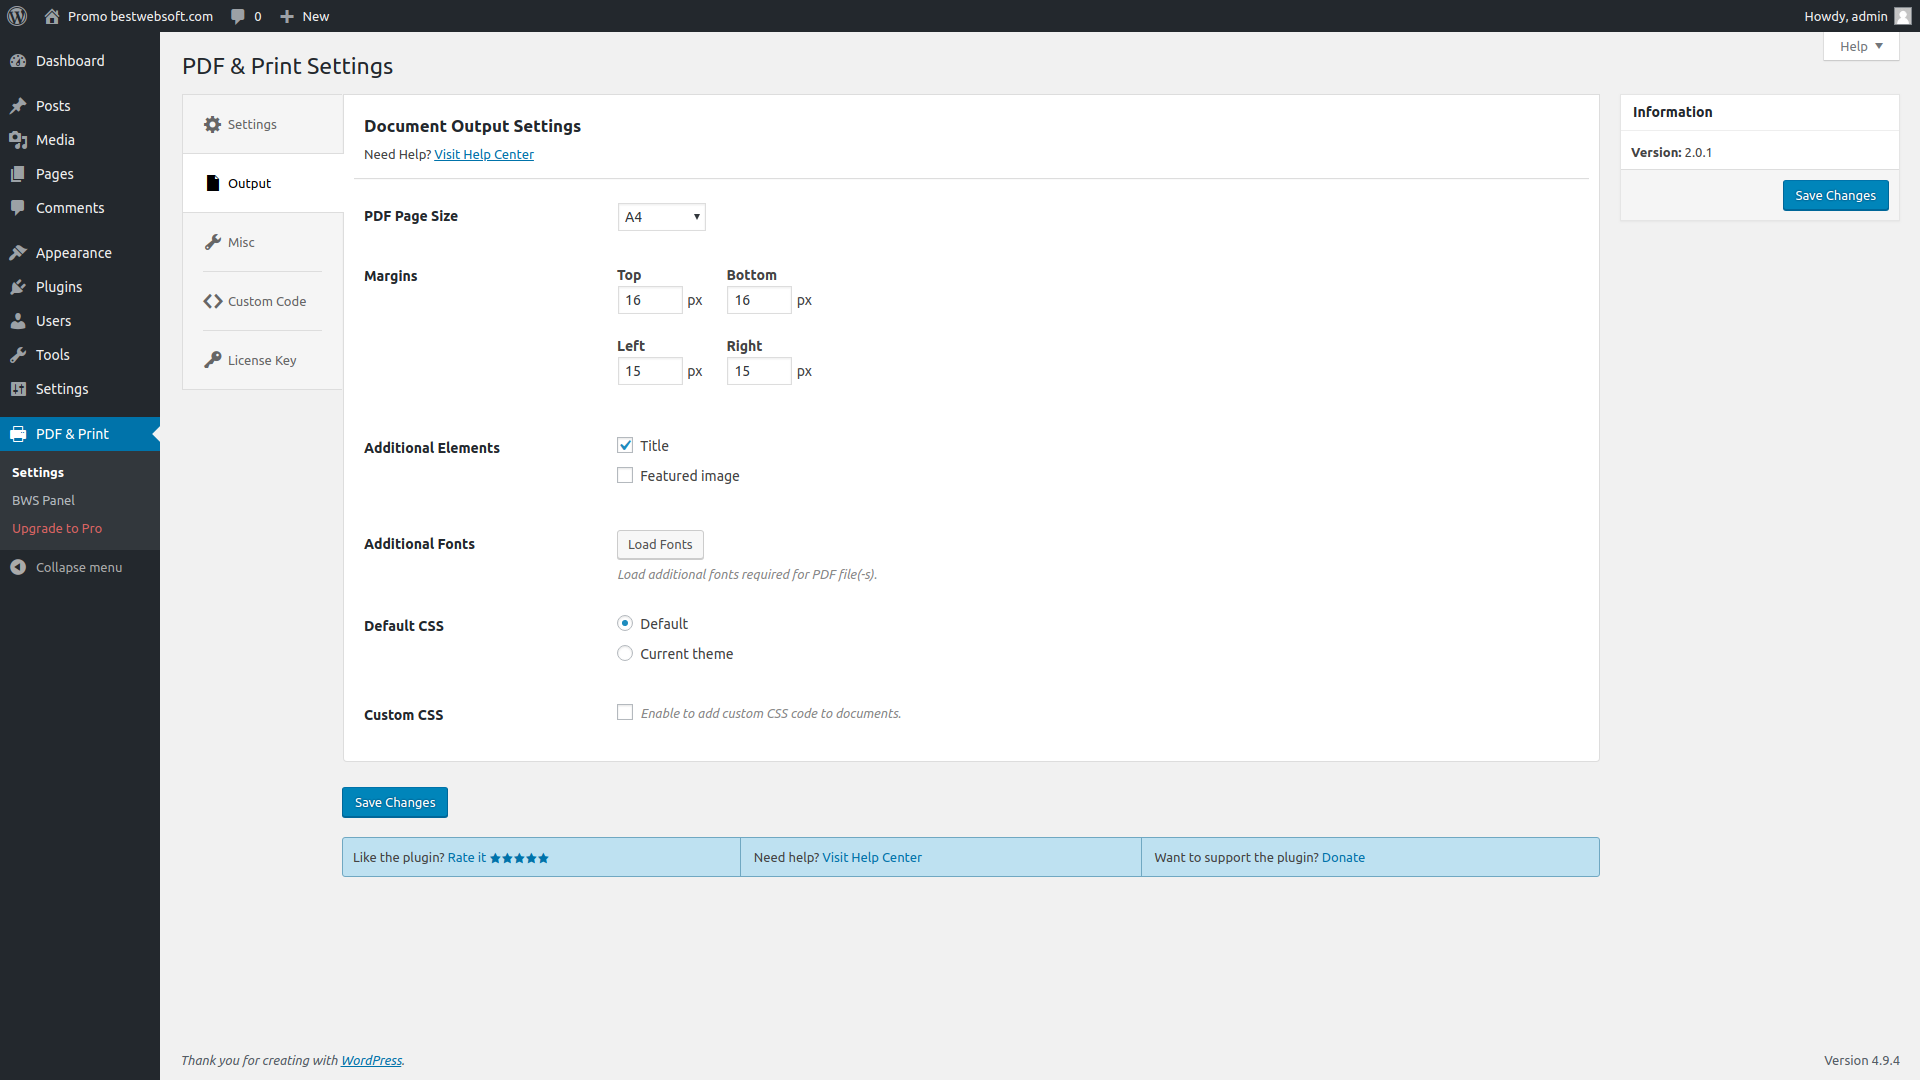 Promo bestwebsoft.com 0 New Howdy, admin
Help
Dashboard
Posts
Media
Pages
Comments
Appearance
Plugins
Users
Tools
Settings
PDF & Print
Settings
BWS Panel
Upgrade to Pro
Collapse menu
PDF & Print Settings
Settings
Output
Misc
Custom Code
License Key
Document Output Settings
Need Help? Visit Help Center
PDF Page Size A4
Margins
Top Bottom
16 px 16 px
Left Right
15 px 15 px
Additional Elements
Title
Featured image
Additional Fonts Load Fonts
Load additional fonts required for PDF file(-s).
Default CSS
Default
Current theme
Custom CSS Enable to add custom CSS code to documents.
Save Changes
Like the plugin? Rate it Need help? Visit Help Center Want to support the plugin? Donate
Information
Version: 2.0.1
Save Changes
Thank you for creating with WordPress.
Version 4.9.4